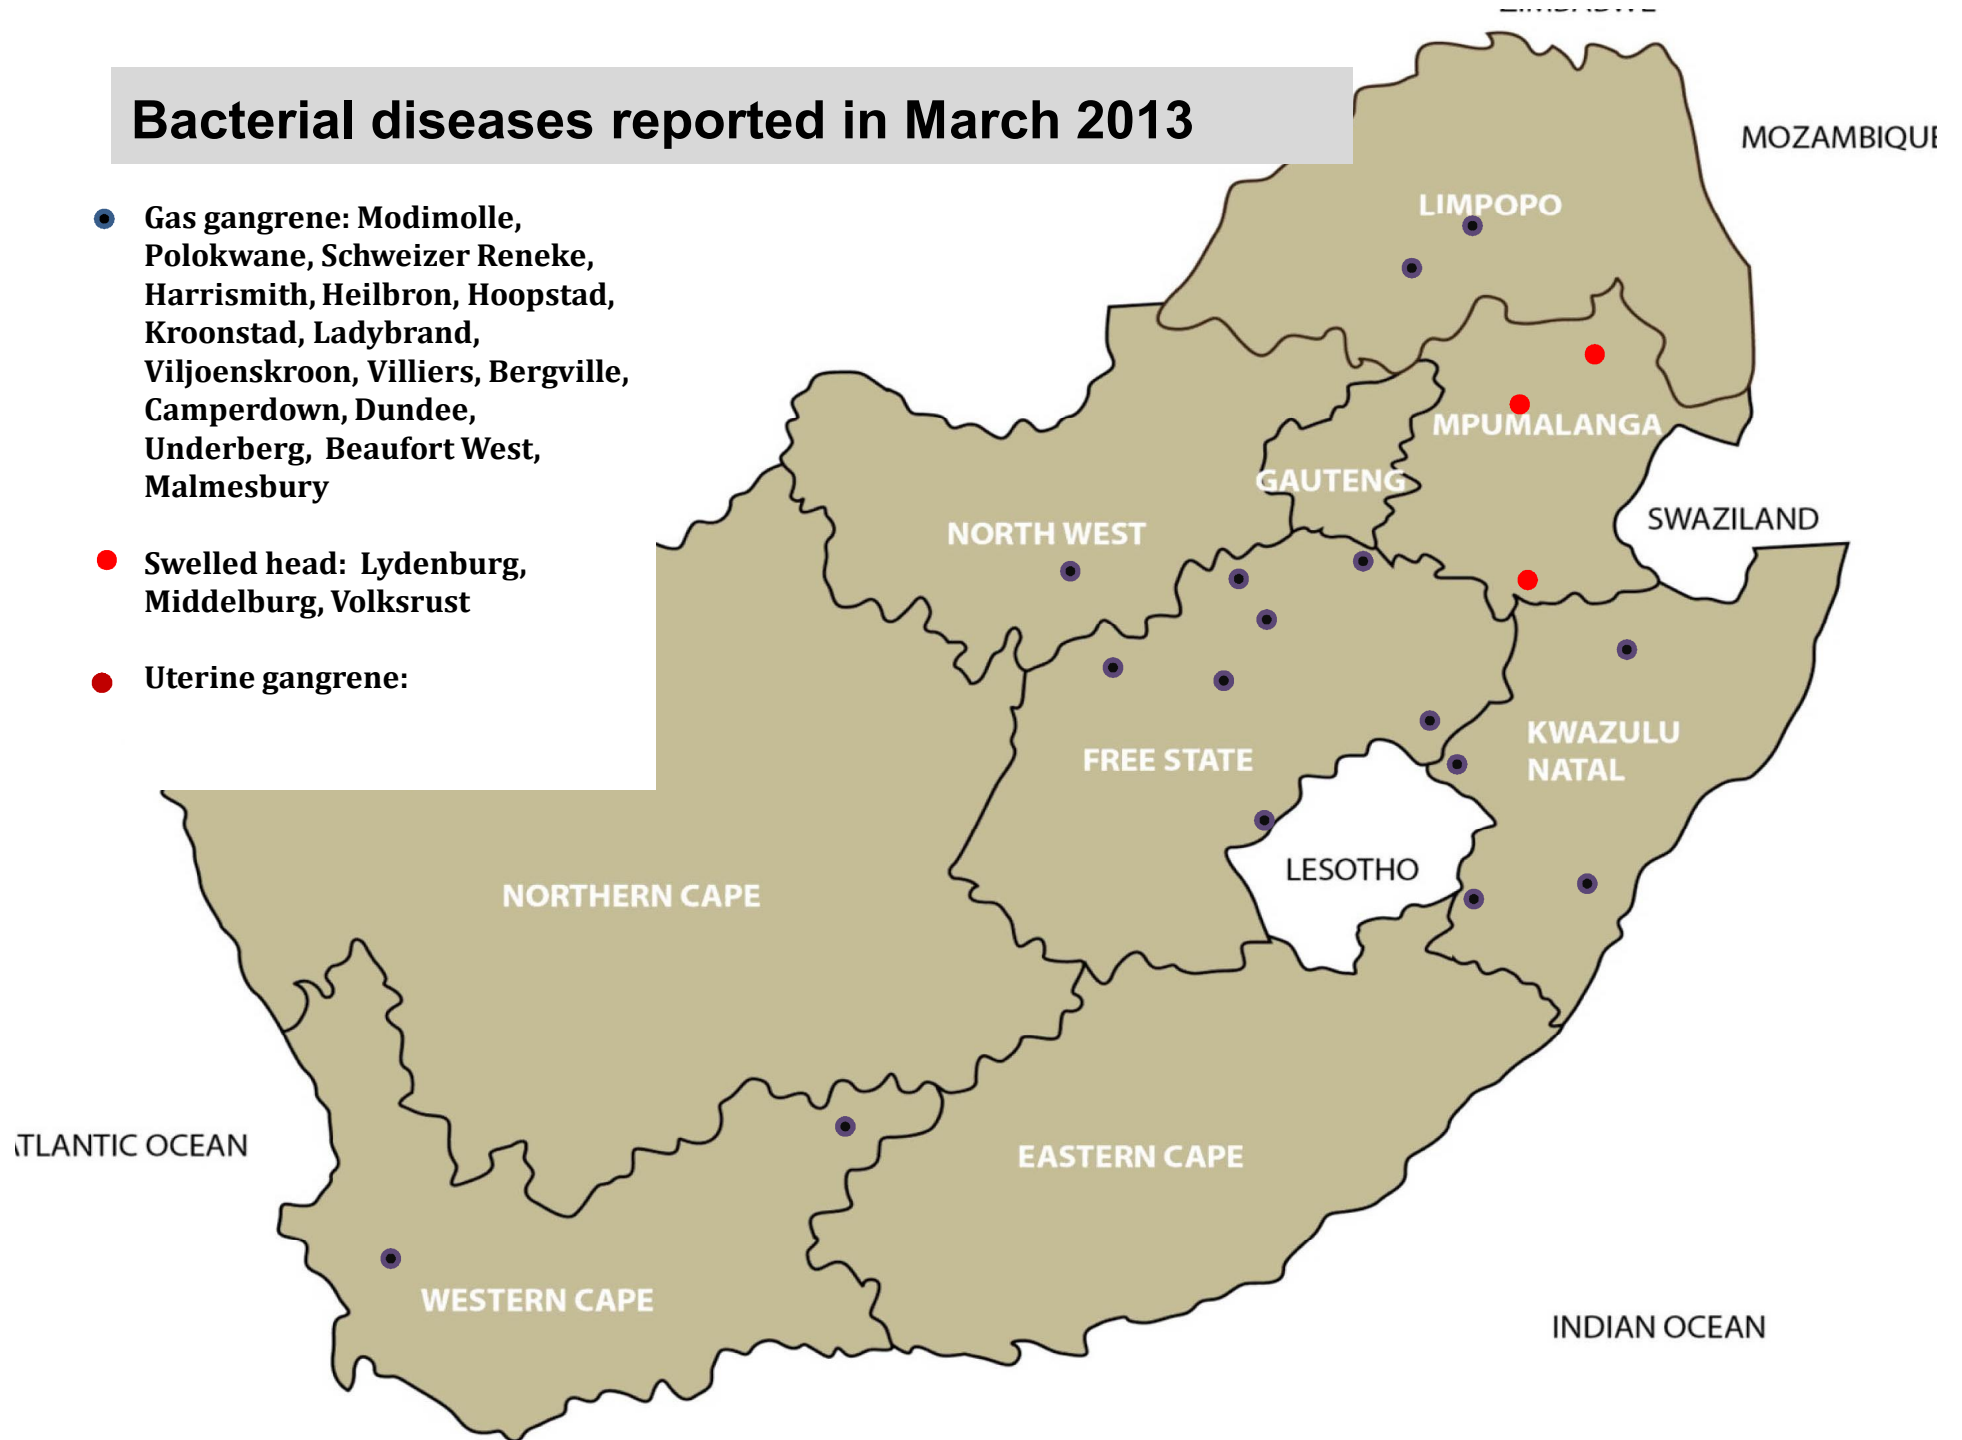 Bacterial diseases reported in March 2013
Gas gangrene: Modimolle,
Polokwane, Schweizer Reneke,
Harrismith, Heilbron, Hoopstad,
Kroonstad, Ladybrand,
Viljoenskroon, Villiers, Bergville,
Camperdown, Dundee,
Underberg, Beaufort West,
Malmesbury
Swelled head: Lydenburg,
Middelburg, Volksrust
Uterine gangrene:
MOZAMBIQUE
LIMPOPO
MPUMALANGA
GAUTENG
SWAZILAND
NORTH WEST
KWAZULU
NATAL
FREE STATE
LESOTHO
NORTHERN CAPE
TLANTIC OCEAN
EASTERN CAPE
WESTERN CAPE
INDIAN OCEAN